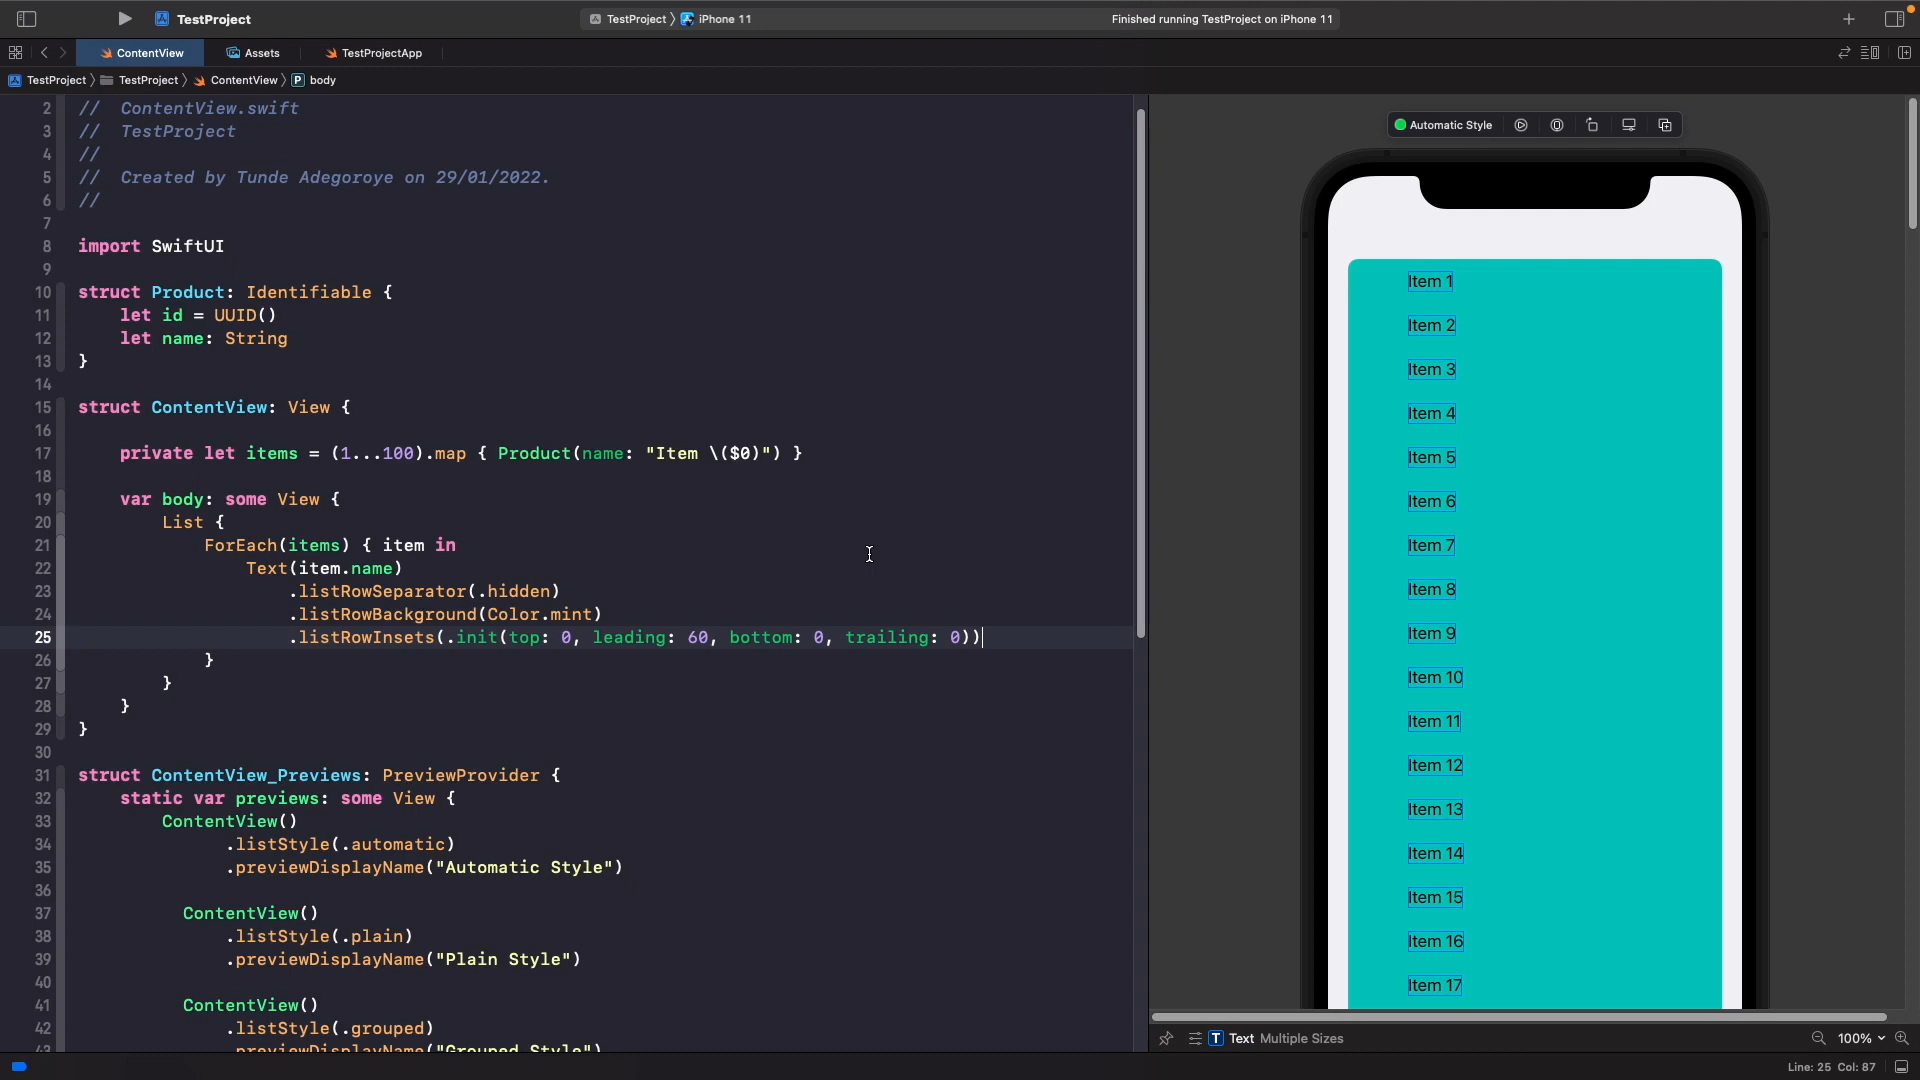 TestProject
TestProject iPhone 11
Finished running TestProject on iPhone 11
ContentView
Assets
TestProjectApp
TestProject
TestProject
ContentView
P body
2 // ContentView.swift
3 // TestProject
4 //
5 // Created by Tunde Adegoroye on 29/01/2022.
6 //
7
8 import SwiftUI
9
10 struct Product: Identifiable {
11 let id = UUID()
12 let name: String
13 }
14
15 struct ContentView: View {
16
17 private let items = (1...100).map { Product(name: "Item \($0)") }
18
19 var body: some View {
20 List {
21 ForEach(items) { item in
22 Text(item.name)
23 .listRowSeparator(.hidden)
24 .listRowBackground(Color.mint)
25 .listRowInsets(.init(top: 0, leading: 60, bottom: 0, trailing: 0))
26 }
27 }
28 }
29 }
30
31 struct ContentView_Previews: PreviewProvider {
32 static var previews: some View {
33 ContentView()
34 .listStyle(.automatic)
35 .previewDisplayName("Automatic Style")
36
37 ContentView()
38 .listStyle(.plain)
39 .previewDisplayName("Plain Style")
40
41 ContentView()
42 .listStyle(.grouped)
43 .previewDisplayName("Grouped Style")
Automatic Style
Item 1
Item 2
Item 3
Item 4
Item 5
Item 6
Item 7
Item 8
Item 9
Item 10
Item 11
Item 12
Item 13
Item 14
Item 15
Item 16
Item 17
T Text Multiple Sizes
100%
Line: 25 Col: 87